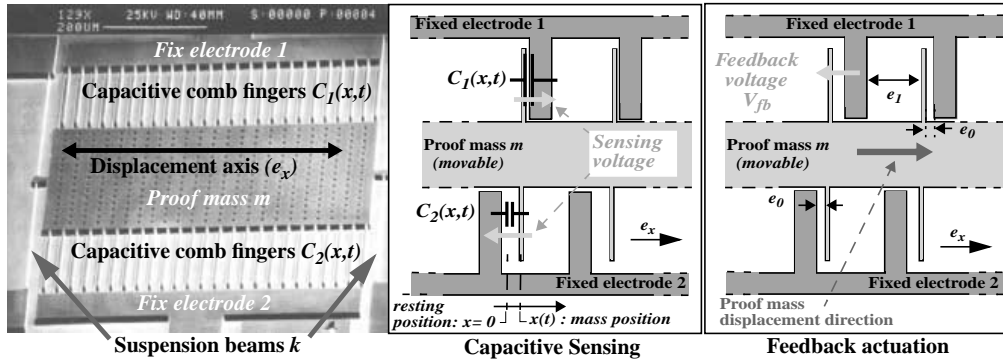 129X 25KV WD:40MM S:00000 P:00004
200UM
Fix electrode 1
Capacitive comb fingers C1(x,t)
Displacement axis (ex)
Proof mass m
Capacitive comb fingers C2(x,t)
Fix electrode 2
Suspension beams k
Fixed electrode 1
C1(x,t)
Sensing
voltage
Proof mass m
(movable)
C2(x,t)
ex
Fixed electrode 2
resting
position: x= 0
x(t) : mass position
Capacitive Sensing
Fixed electrode 1
Feedback
voltage
Vfb
e1
e0
Proof mass m
(movable)
e0
ex
Fixed electrode 2
Proof mass
displacement direction
Feedback actuation